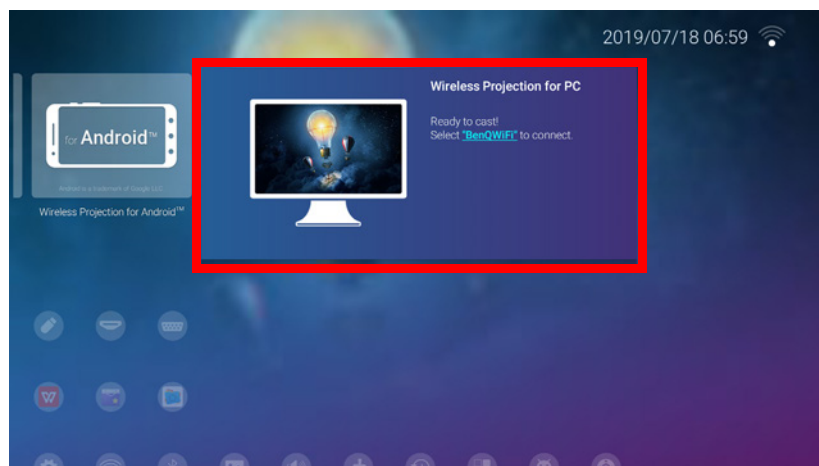 2019/07/18 06:59
for Android™
Android is a trademark of Google LLC.
Wireless Projection for Android™
Wireless Projection for PC
Ready to cast!
Select "BenQWiFi" to connect.